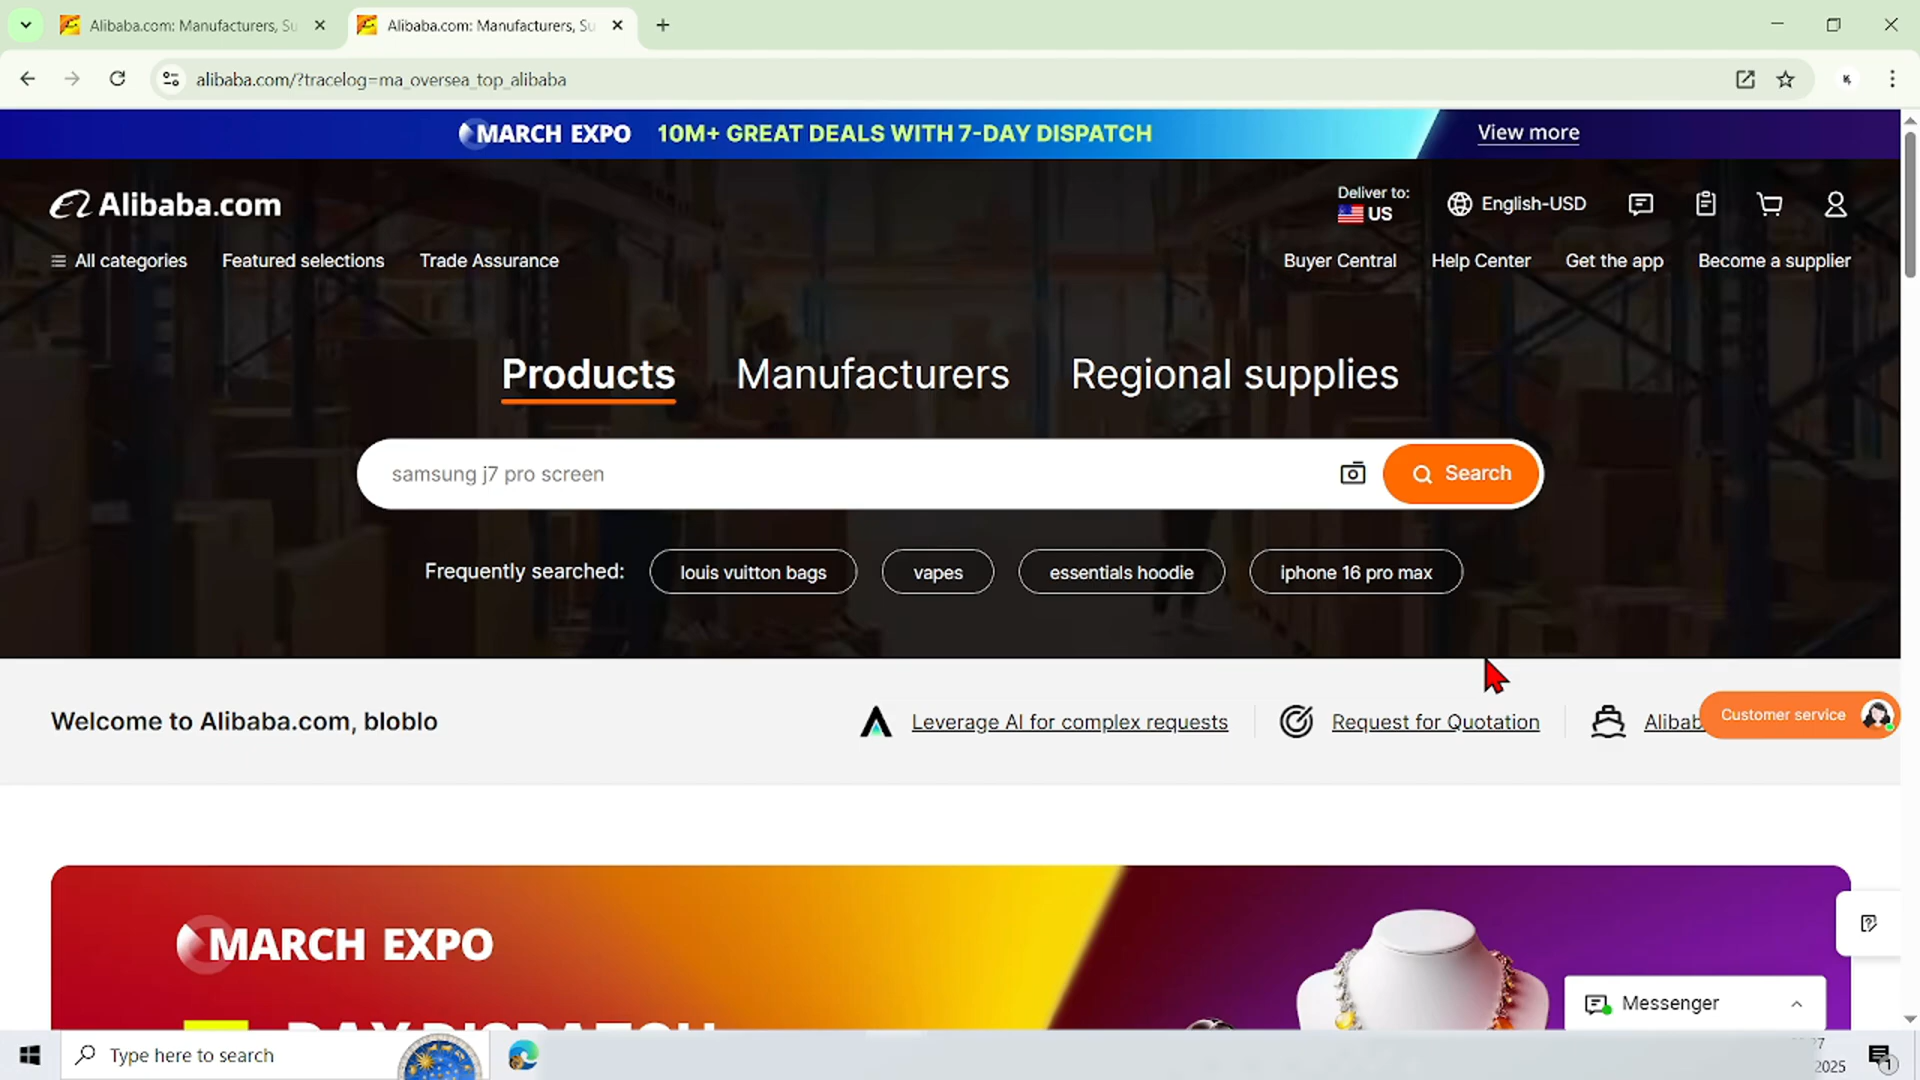 Alibaba.com: Manufacturers, Su
Alibaba.com: Manufacturers, Su
alibaba.com/?tracelog=ma_oversea_top_alibaba
MARCH EXPO 10M+ GREAT DEALS WITH 7-DAY DISPATCH View more
Alibaba.com
Deliver to:
US
English-USD
All categories Featured selections Trade Assurance
Buyer Central Help Center Get the app Become a supplier
Products Manufacturers Regional supplies
samsung j7 pro screen
Search
Frequently searched: louis vuitton bags vapes essentials hoodie iphone 16 pro max
Welcome to Alibaba.com, bloblo
Leverage AI for complex requests Request for Quotation Alibab
Customer service
MARCH EXPO
DAY DISPATCH
Messenger
Type here to search
2025
1